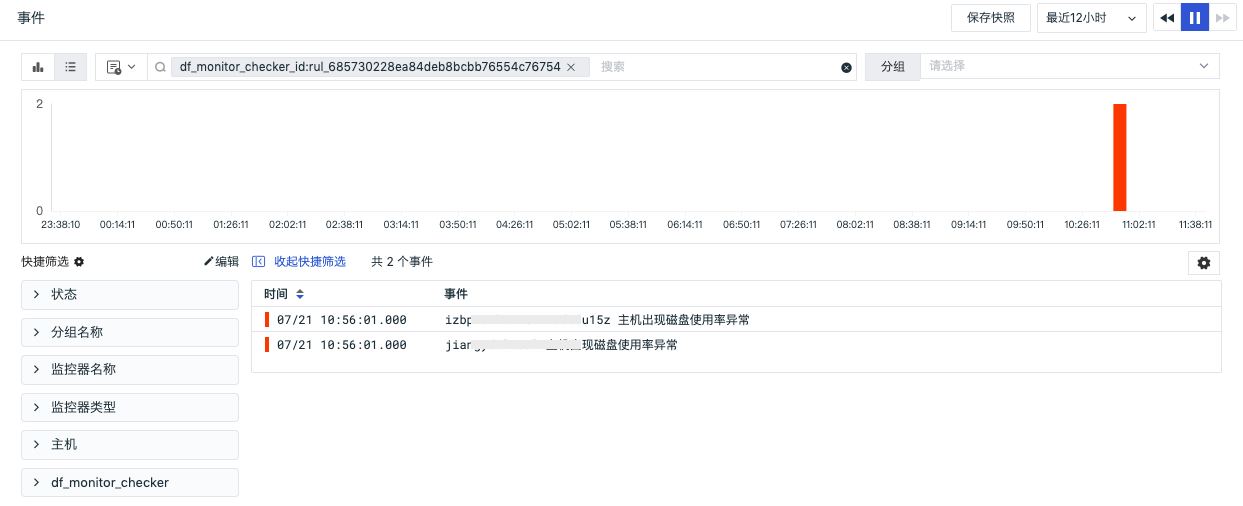 事件
保存快照
最近12小时
df_monitor_checker_id:rul_685730228ea84deb8bcbb76554c76754
搜索
分组
请选择
2
0
23:38:10 00:14:11 00:50:11 01:26:11 02:02:11 02:38:11 03:14:11 03:50:11 04:26:11 05:02:11 05:38:11 06:14:11 06:50:11 07:26:11 08:02:11 08:38:11 09:14:11 09:50:11 10:26:11 11:02:11 11:38:11
快捷筛选
编辑
收起快捷筛选
共 2 个事件
状态
分组名称
监控器名称
监控器类型
主机
df_monitor_checker
时间 事件
07/21 10:56:01.000 izbp u15z 主机出现磁盘使用率异常
07/21 10:56:01.000 jiang 主机出现磁盘使用率异常